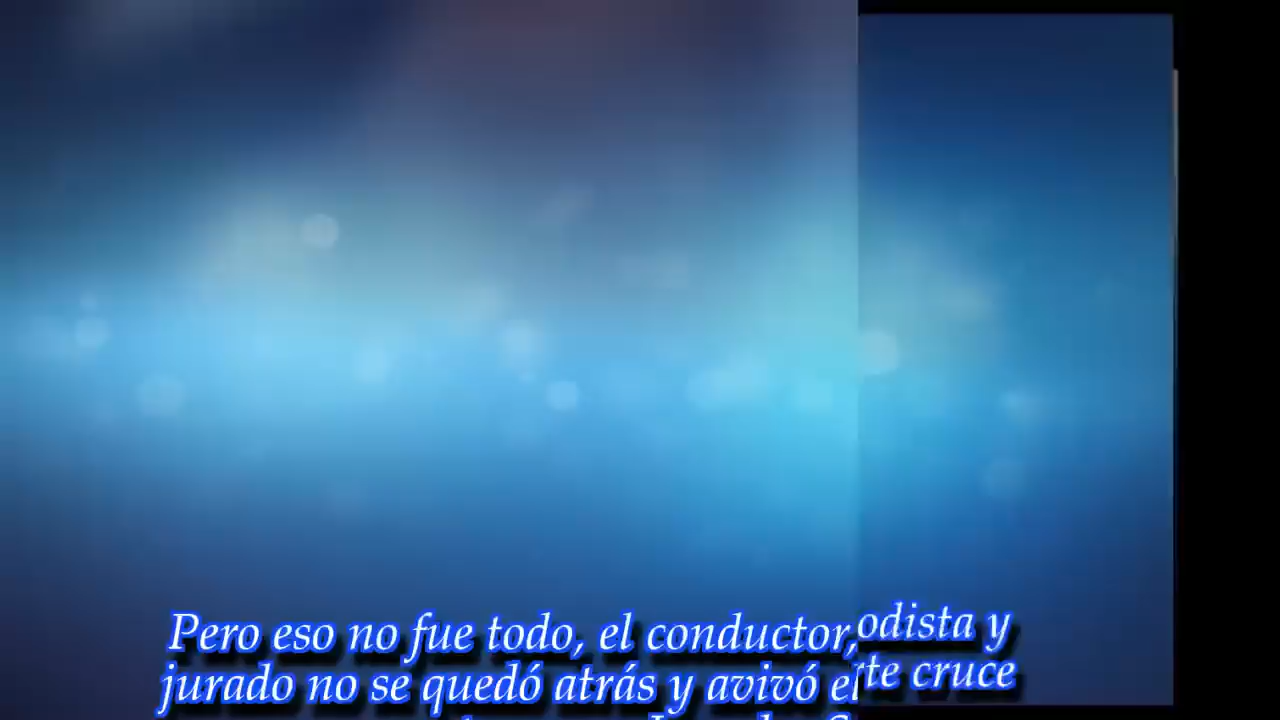 Pero eso no fue todo, el conductor,
odista y
jurado no se quedó atrás y avivó el
te cruce